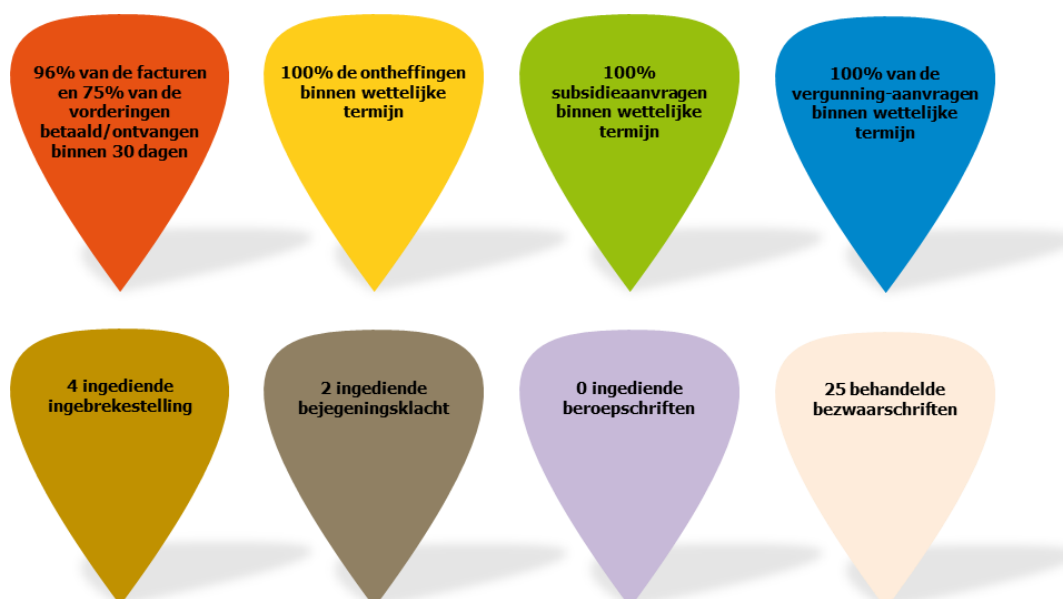 96% van de facturen
en 75% van de
vorderingen
betaald/ontvangen
binnen 30 dagen
100% de ontheffingen
binnen wettelijke
termijn
100%
subsidieaanvragen
binnen wettelijke
termijn
100% van de
vergunning-aanvragen
binnen wettelijke
termijn
4 ingediende
ingebrekestelling
2 ingediende
bejegeningsklacht
0 ingediende
beroepschriften
25 behandelde
bezwaarschriften